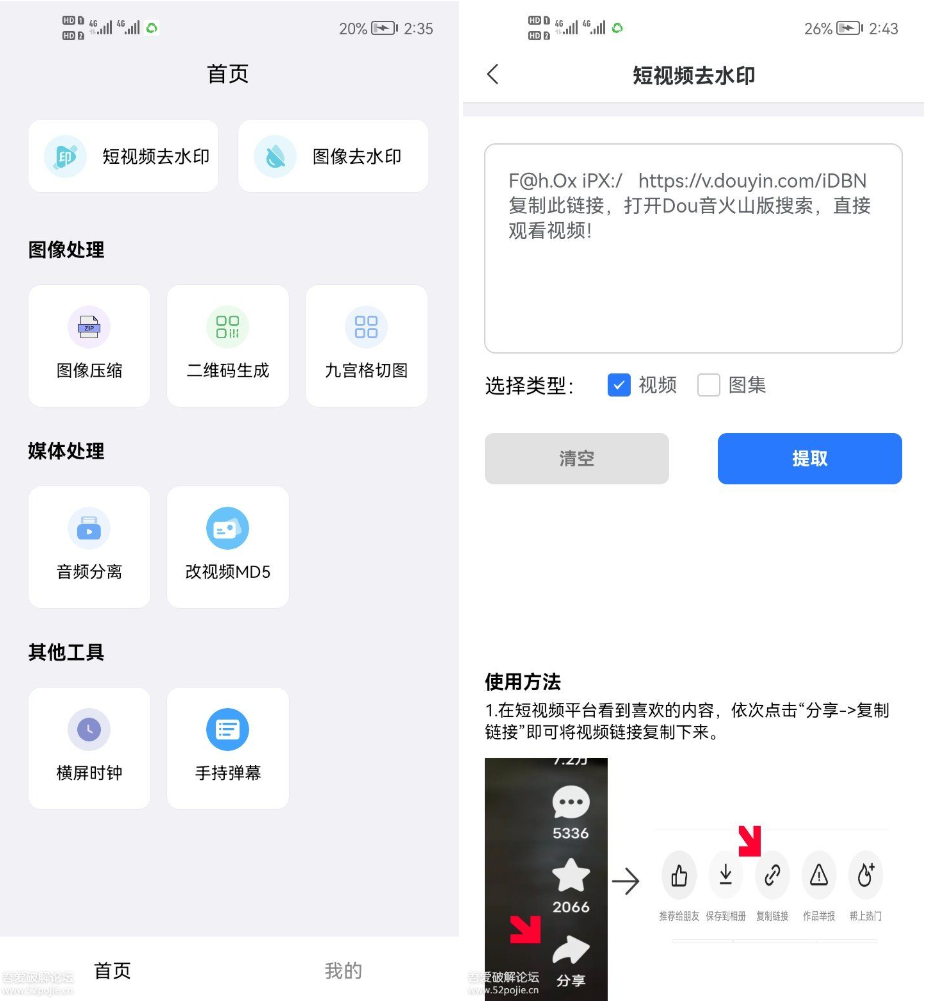 HD 1 4G 4G 20% 2:35
HD 2
首页
印 短视频去水印 图像去水印
图像处理
ZIP
图像压缩 二维码生成 九宫格切图
媒体处理
音频分离 改视频MD5
其他工具
横屏时钟 手持弹幕
首页 我的
吾爱破解论坛
www.52pojie.cn
HD 1 4G 4G 26% 2:43
HD 2
短视频去水印
F@h.Ox iPX:/ https://v.douyin.com/iDBN
复制此链接，打开Dou音火山版搜索，直接
观看视频！
选择类型： 视频 图集
清空 提取
使用方法
1.在短视频平台看到喜欢的内容，依次点击“分享->复制
链接”即可将视频链接复制下来。
7.2万
5336
2066
分享
推荐给朋友 保存到相册 复制链接 作品举报 帮上热门
吾爱破解论坛
www.52pojie.cn